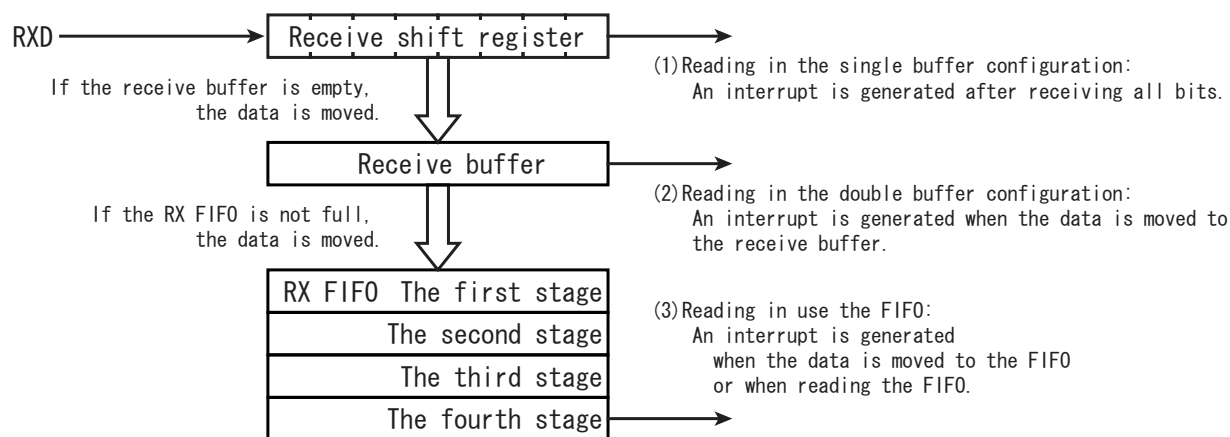 RXD
Receive shift register
(1)Reading in the single buffer configuration:
An interrupt is generated after receiving all bits.
If the receive buffer is empty,
the data is moved.
Receive buffer
(2)Reading in the double buffer configuration:
An interrupt is generated when the data is moved to
the receive buffer.
If the RX FIFO is not full,
the data is moved.
RX FIFO The first stage
The second stage
The third stage
The fourth stage
(3)Reading in use the FIFO:
An interrupt is generated
when the data is moved to the FIFO
or when reading the FIFO.